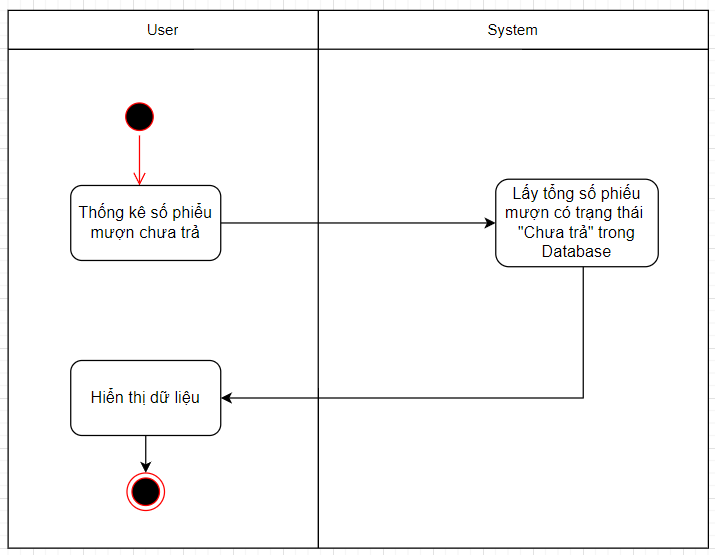 User
System
Thống kê số phiểu
mượn chưa trả
Lấy tổng số phiếu
mượn có trạng thái
"Chưa trả" trong
Database
Hiển thị dữ liệu